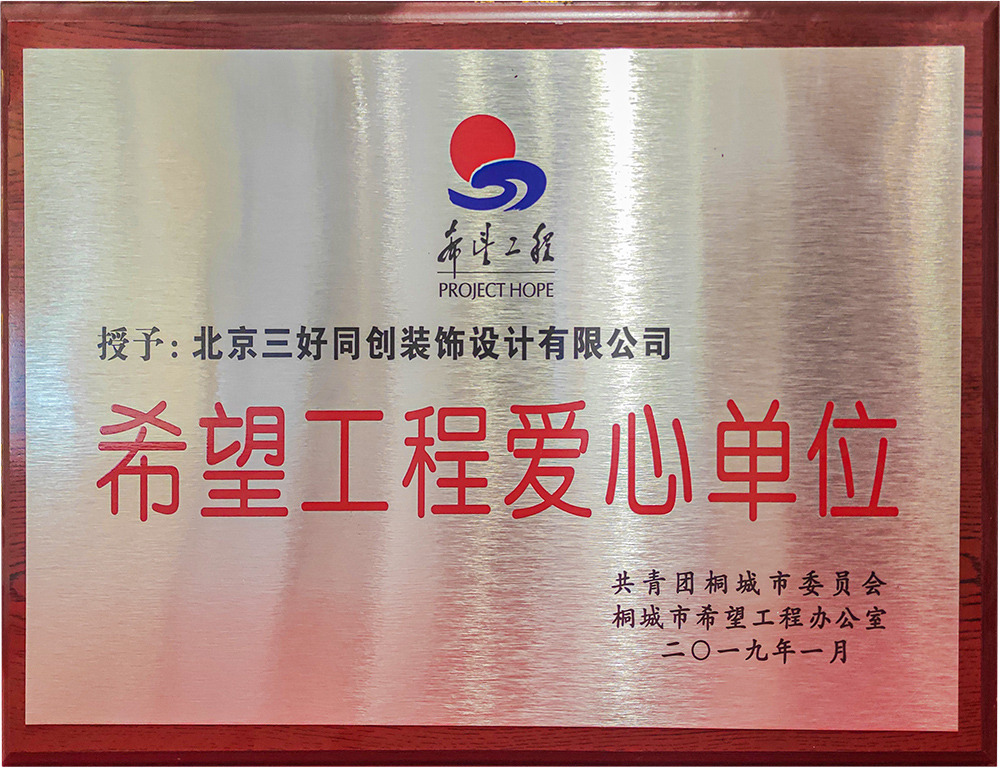 希望工程
PROJECT HOPE
授予：北京三好同创装饰设计有限公司
希望工程爱心单位
共青团桐城市委员会
桐城市希望工程办公室
二〇一九年一月